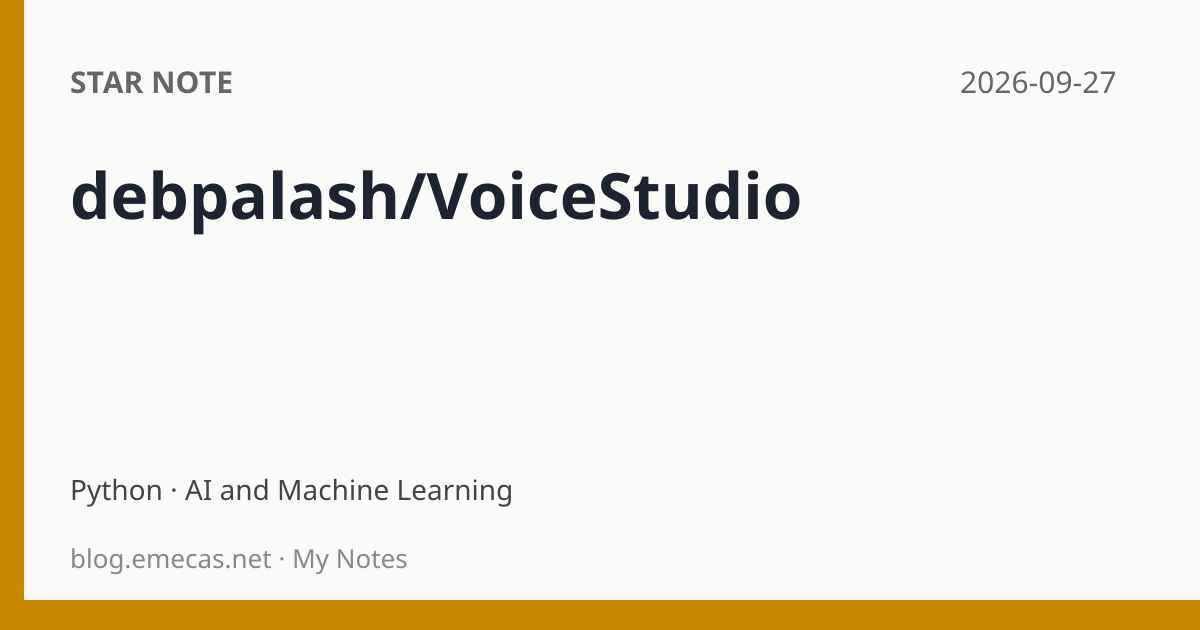 STAR NOTE
2026-09-27
debpalash/VoiceStudio
Python · AI and Machine Learning
blog.emecas.net · My Notes